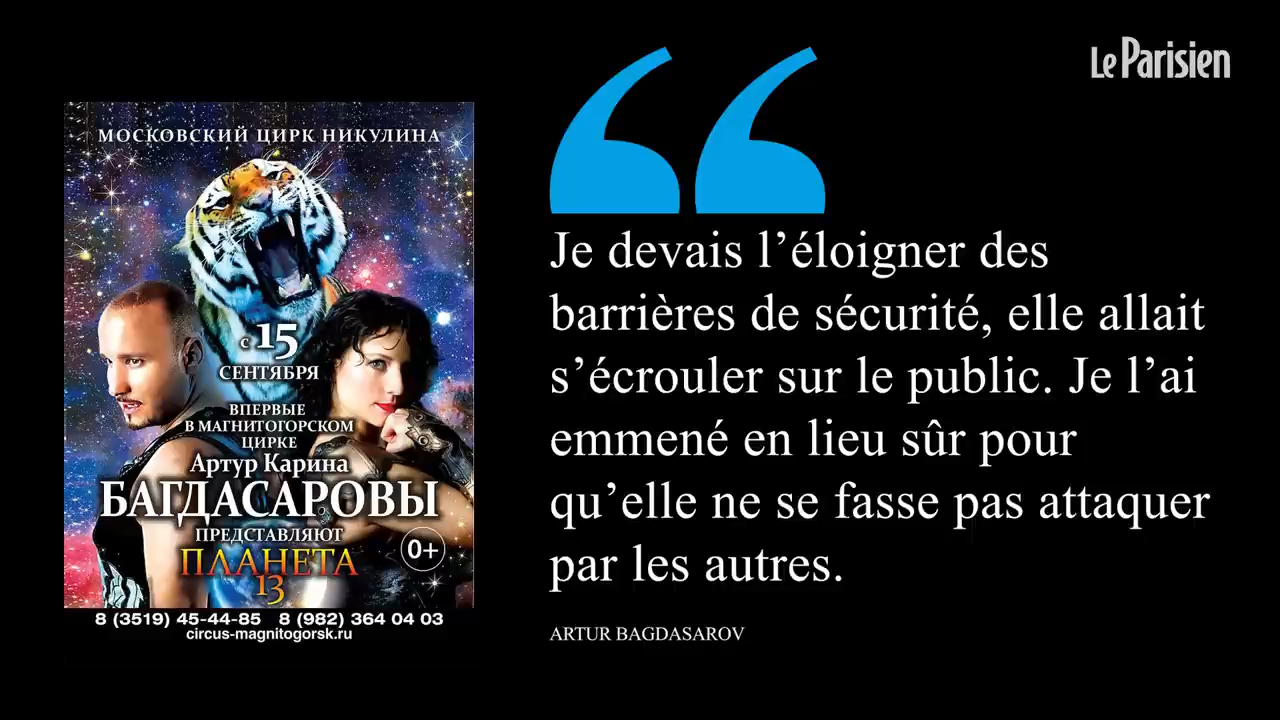 Le Parisien
МОСКОВСКИЙ ЦИРК НИКУЛИНА
с 15
СЕНТЯБРЯ
ВПЕРВЫЕ
В МАГНИТОГОРСКОМ
ЦИРКЕ
Артур Карина
БАГДАСАРОВЫ
ПРЕДСТАВЛЯЮТ
ПЛАНЕТА
13
0+
8 (3519) 45-44-85 8 (982) 364 04 03
circus-magnitogorsk.ru
“
Je devais l’éloigner des
barrières de sécurité, elle allait
s’écrouler sur le public. Je l’ai
emmené en lieu sûr pour
qu’elle ne se fasse pas attaquer
par les autres.
ARTUR BAGDASAROV